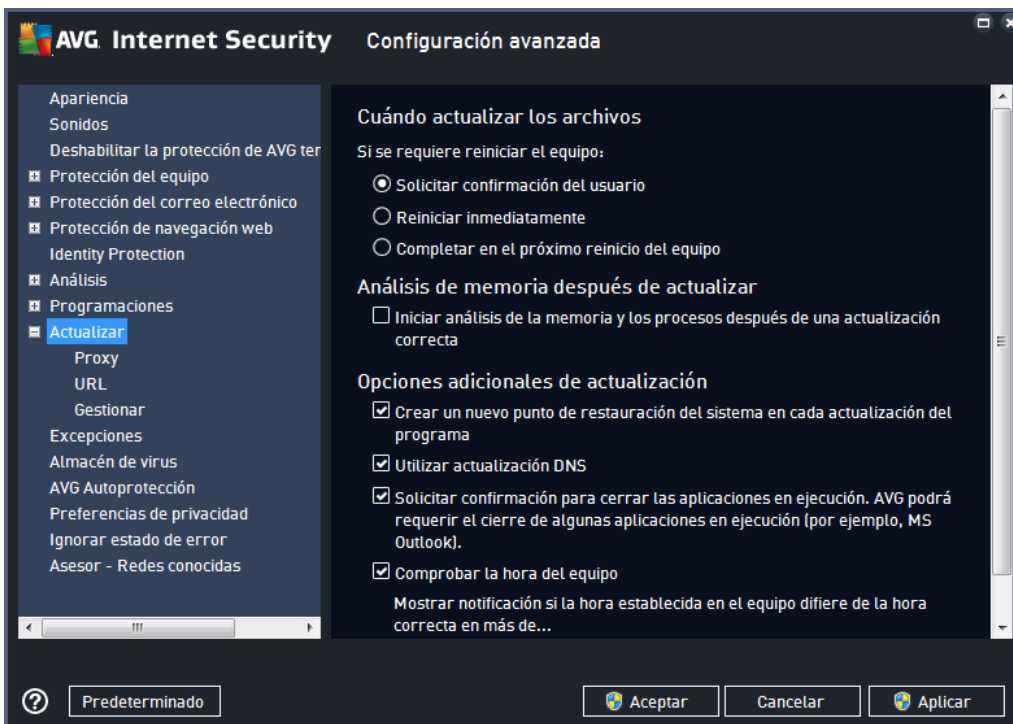 AVG. Internet Security
Configuración avanzada
Apariencia
Sonidos
Deshabilitar la protección de AVG ter
Protección del equipo
Protección del correo electrónico
Protección de navegación web
Identity Protection
Análisis
Programaciones
Actualizar
Proxy
URL
Gestionar
Excepciones
Almacén de virus
AVG Autoprotección
Preferencias de privacidad
Ignorar estado de error
Asesor - Redes conocidas
Cuándo actualizar los archivos
Si se requiere reiniciar el equipo:
Solicitar confirmación del usuario
Reiniciar inmediatamente
Completar en el próximo reinicio del equipo
Análisis de memoria después de actualizar
Iniciar análisis de la memoria y los procesos después de una actualización
correcta
Opciones adicionales de actualización
Crear un nuevo punto de restauración del sistema en cada actualización del
programa
Utilizar actualización DNS
Solicitar confirmación para cerrar las aplicaciones en ejecución. AVG podrá
requerir el cierre de algunas aplicaciones en ejecución (por ejemplo, MS
Outlook).
Comprobar la hora del equipo
Mostrar notificación si la hora establecida en el equipo difiere de la hora
correcta en más de...
?
Predeterminado
Aceptar
Cancelar
Aplicar